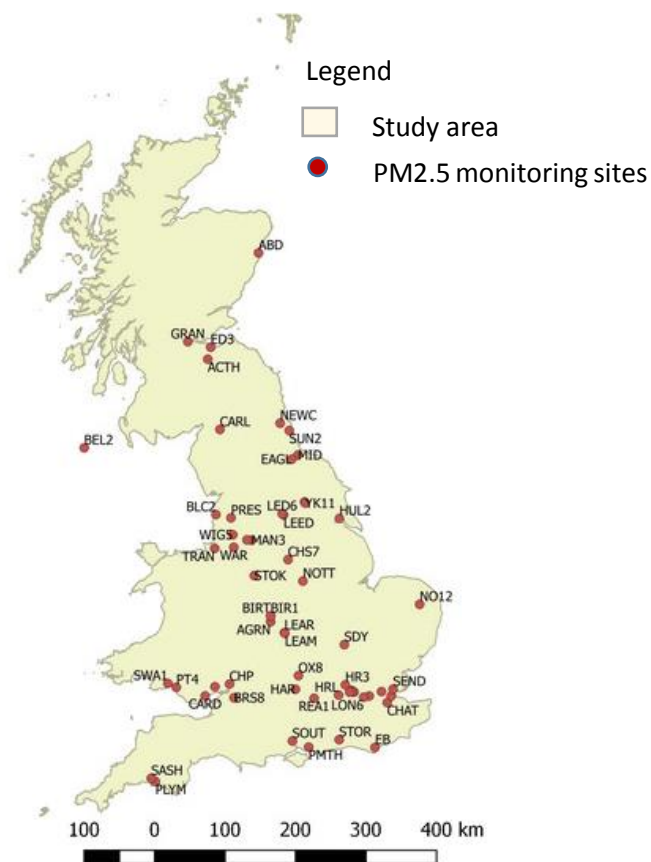 Legend
Study area
PM2.5 monitoring sites
ABD
GRAN
ED3
ACTH
CARL
NEWC
SUN2
BEL2
EAGL
MID
BLC2
PRES
LED6
YK11
LEED
HUL2
WIGS
MAN3
TRAN
WAR
CHS7
STOK
NOTT
NO12
BIRTBIR1
AGRN
LEAR
LEAM
SDY
OX8
SWA1
PT4
CHP
HAR
HRL
HR3
SEND
CARD
BRS8
REA1
LON6
CHAT
SOUT
STOR
EB
PMTH
SASH
PLYM
100 0 100 200 300 400 km